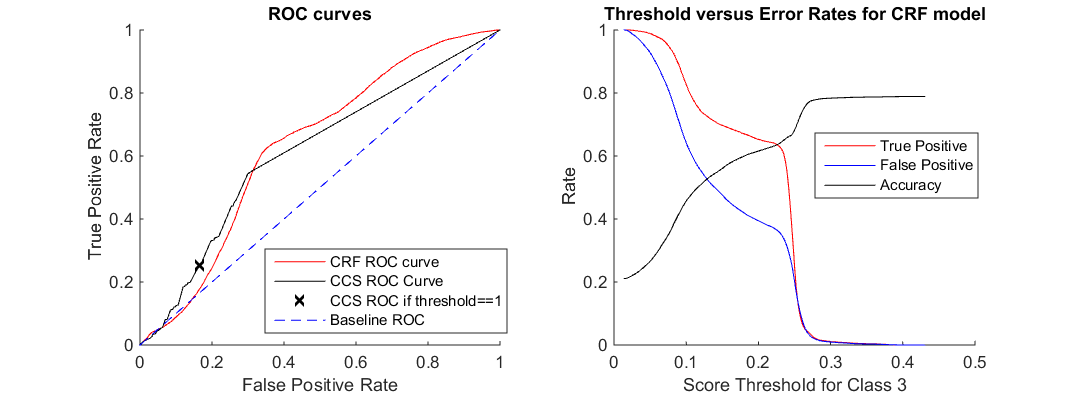 ROC curves
True Positive Rate
1
0.8
0.6
0.4
0.2
0
0
0.2
0.4
0.6
0.8
1
False Positive Rate
CRF ROC curve
CCS ROC Curve
CCS ROC if threshold==1
Baseline ROC
Threshold versus Error Rates for CRF model
Rate
1
0.8
0.6
0.4
0.2
0
0
0.1
0.2
0.3
0.4
0.5
Score Threshold for Class 3
True Positive
False Positive
Accuracy